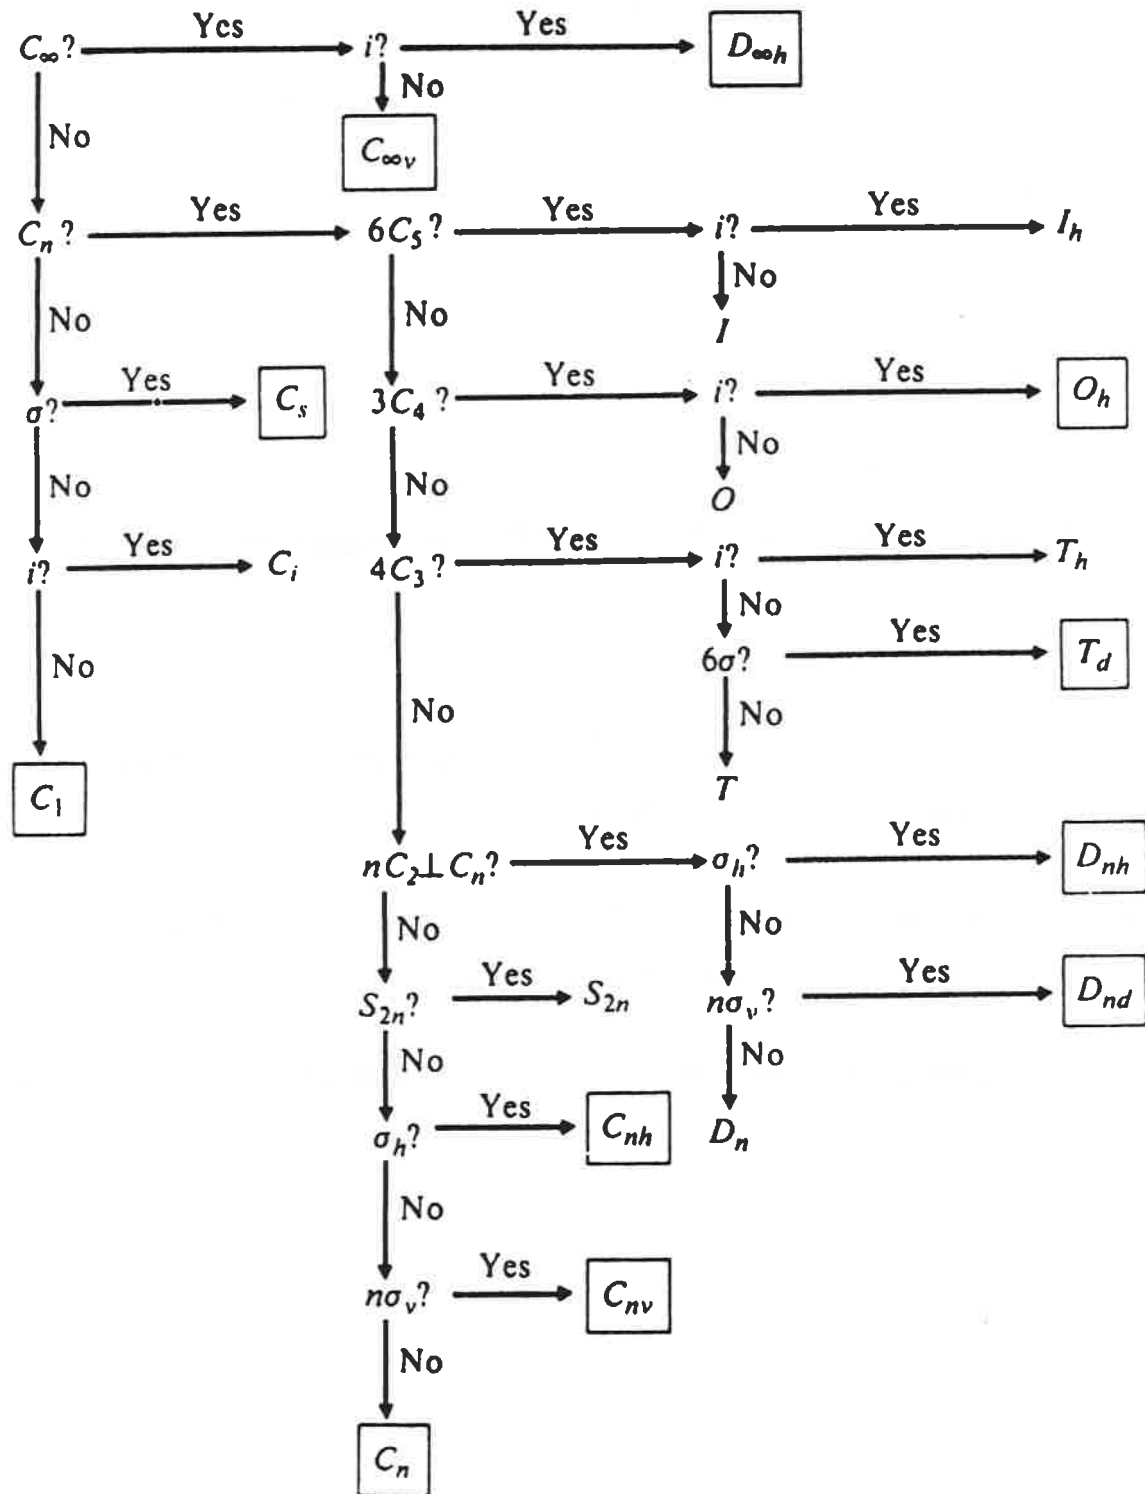 C∞? Yes i? Yes D∞h
No No
C∞v
Cn? Yes 6C5? Yes i? Yes Ih
No No No
I
σ? Yes Cs 3C4? Yes i? Yes Oh
No No No
O
i? Yes Ci 4C3? Yes i? Yes Th
No No No
6σ? Yes Td
No
C1 T
nC2⊥Cn? Yes σh? Yes Dnh
No No
S2n? Yes S2n nσv? Yes Dnd
No No
σh? Yes Cnh Dn
No
nσv? Yes Cnv
No
Cn